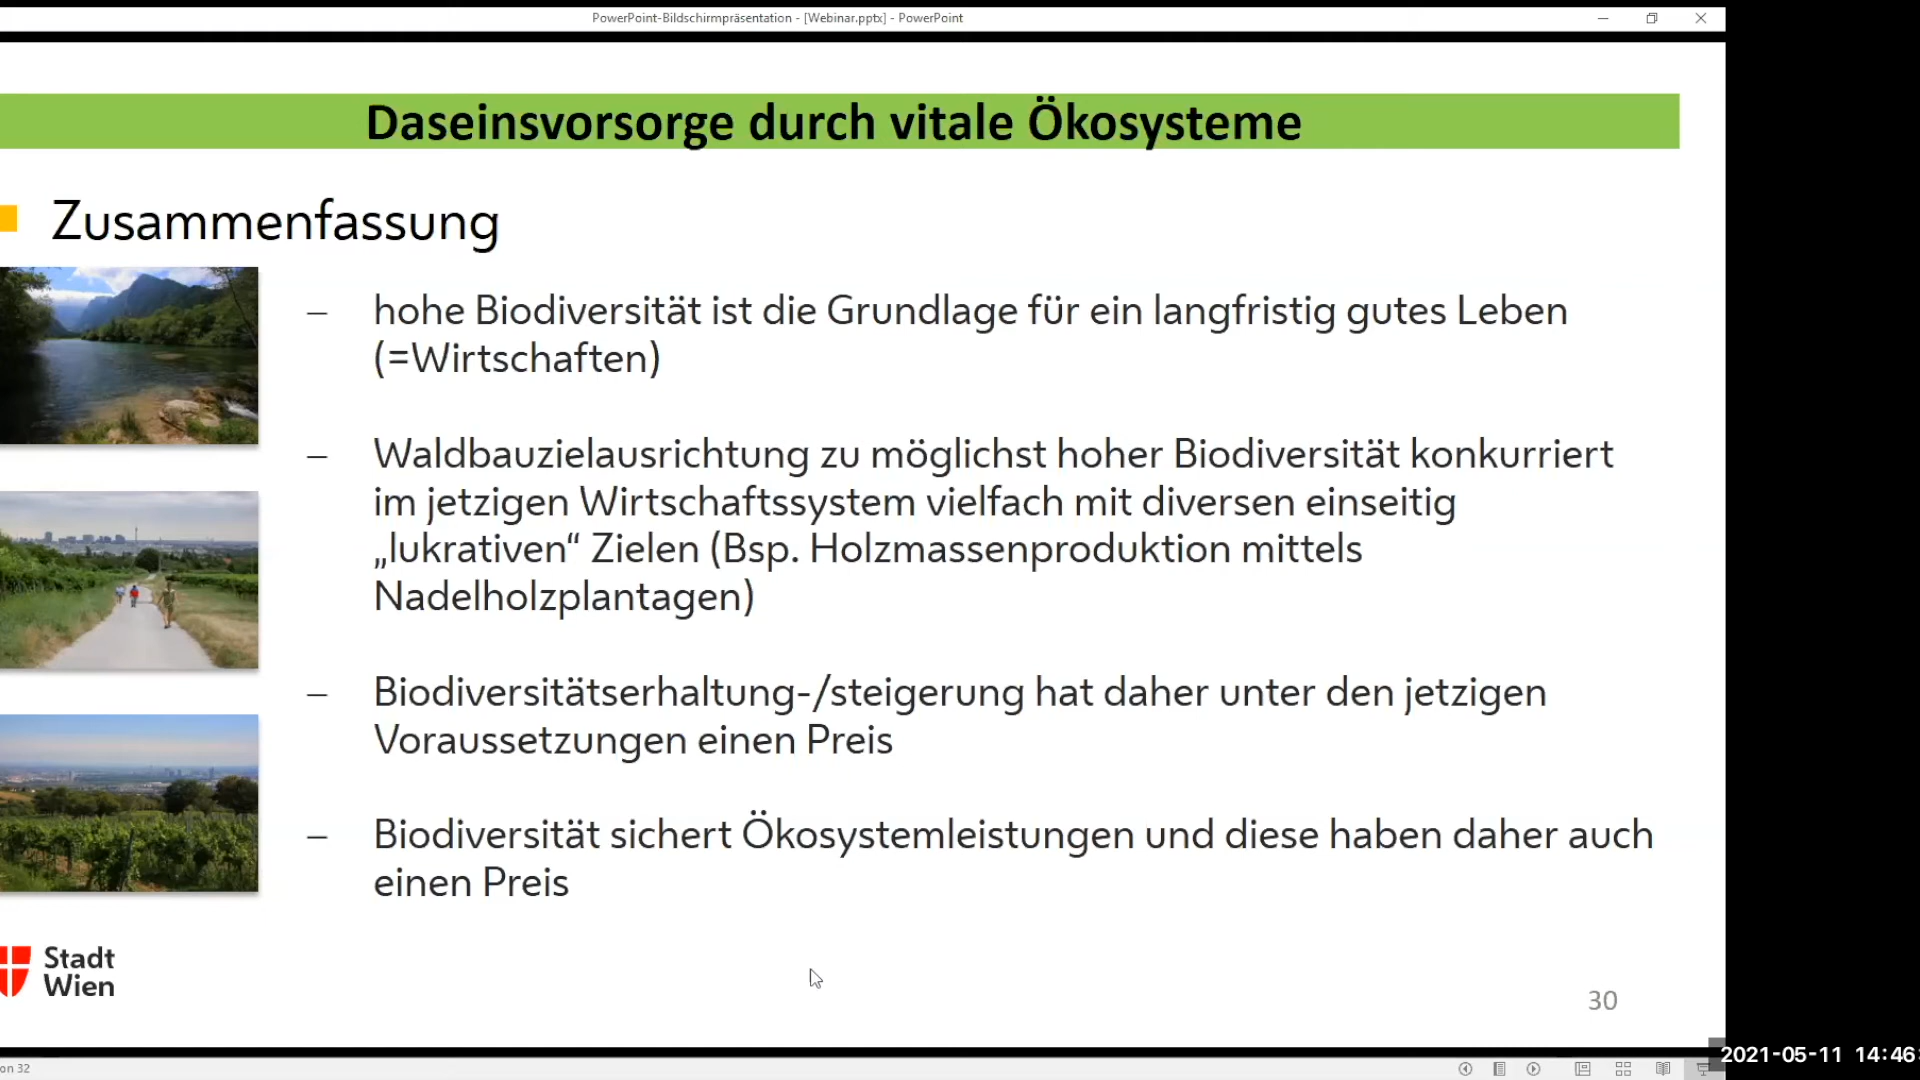 PowerPoint-Bildschirmpräsentation - [Webinar.pptx] - PowerPoint
Daseinsvorsorge durch vitale Ökosysteme
Zusammenfassung
– hohe Biodiversität ist die Grundlage für ein langfristig gutes Leben
(=Wirtschaften)
– Waldbauzielausrichtung zu möglichst hoher Biodiversität konkurriert
im jetzigen Wirtschaftssystem vielfach mit diversen einseitig
„lukrativen“ Zielen (Bsp. Holzmassenproduktion mittels
Nadelholzplantagen)
– Biodiversitätserhaltung-/steigerung hat daher unter den jetzigen
Voraussetzungen einen Preis
– Biodiversität sichert Ökosystemleistungen und diese haben daher auch
einen Preis
Stadt
Wien
30
on 32
2021-05-11 14:46: